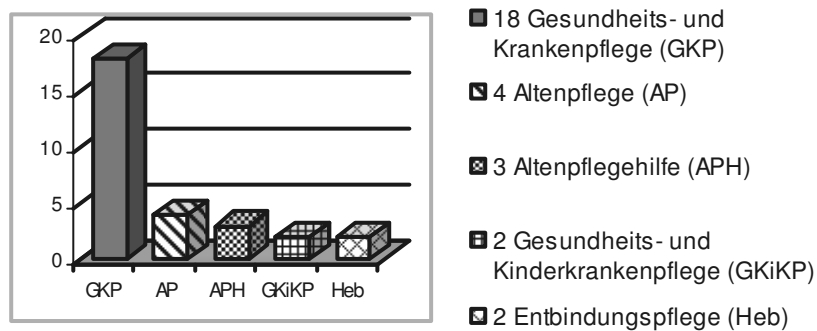 20
15
10
5
0
GKP AP APH GKiKP Heb
18 Gesundheits- und
Krankenpflege (GKP)
4 Altenpflege (AP)
3 Altenpflegehilfe (APH)
2 Gesundheits- und
Kinderkrankenpflege (GKiKP)
2 Entbindungspflege (Heb)